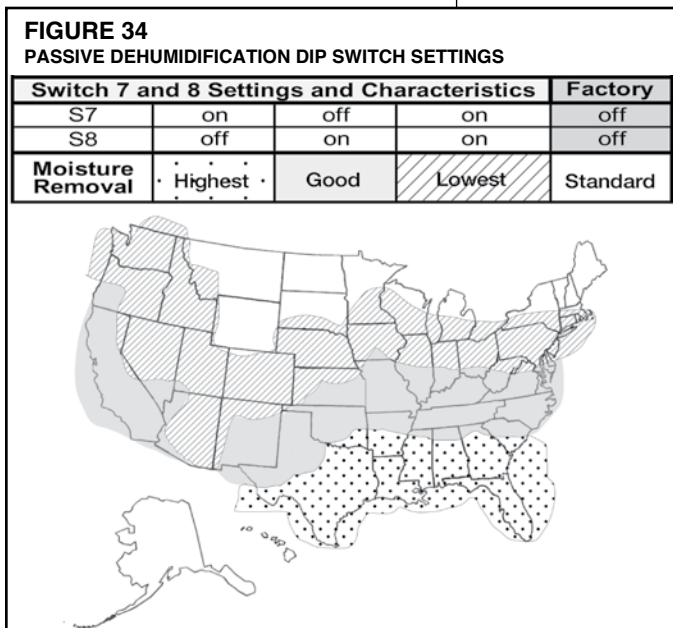 FIGURE 34
PASSIVE DEHUMIDIFICATION DIP SWITCH SETTINGS
Switch 7 and 8 Settings and Characteristics Factory
S7 on off on off
S8 off on on off
Moisture Removal Highest Good Lowest Standard